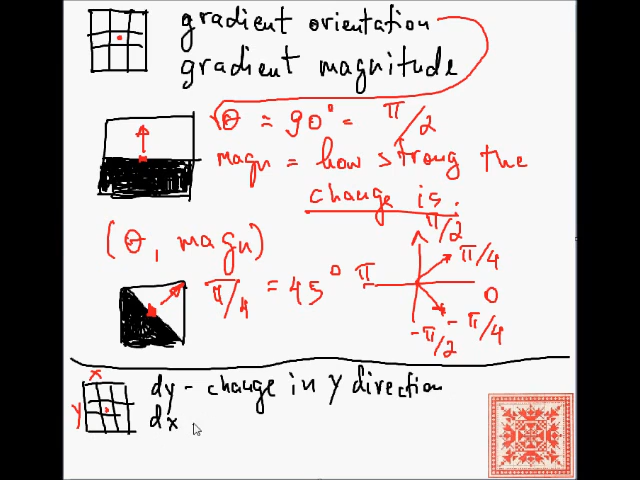 gradient orientation
gradient magnitude
θ = 90° = π/2
magn = how strong the
change is.
(θ, magn)
π/2
π/4
π
0
-π/4
-π/2
π/4 = 45°
x
y
dy - change in y direction
dx